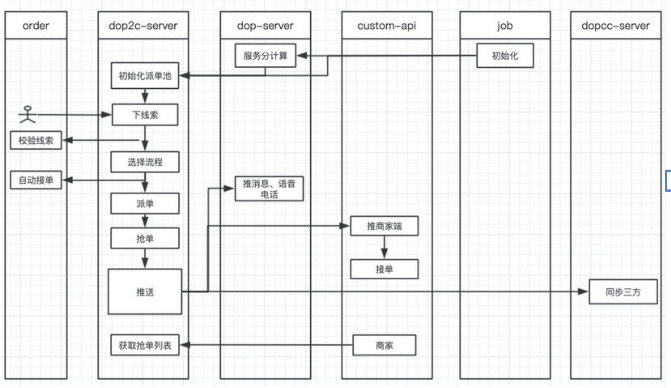 order
dop2c-server
dop-server
custom-api
job
dopcc-server
服务分计算
初始化
初始化派单池
下线索
校验线索
选择流程
自动接单
推消息、语音
电话
派单
推商家端
抢单
接单
推送
同步三方
获取抢单列表
商家